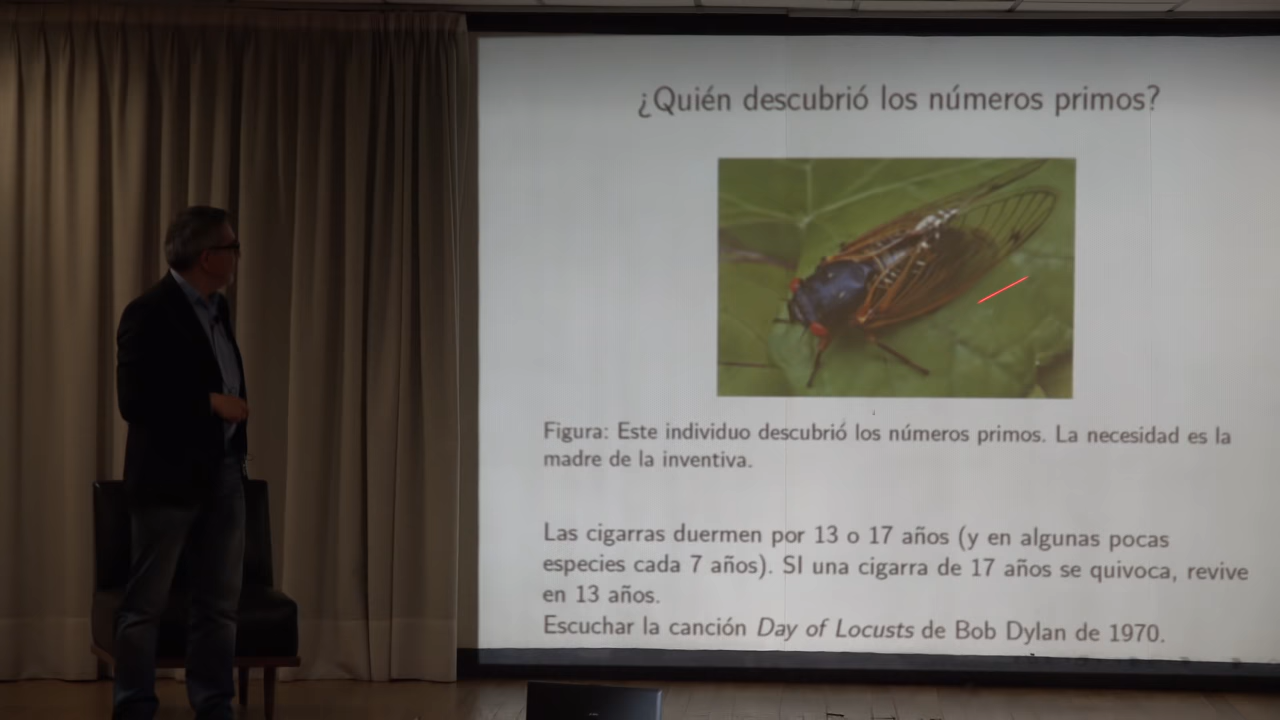 ¿Quién descubrió los números primos?
Figura: Este individuo descubrió los números primos. La necesidad es la
madre de la inventiva.
Las cigarras duermen por 13 o 17 años (y en algunas pocas
especies cada 7 años). SI una cigarra de 17 años se quivoca, revive
en 13 años.
Escuchar la canción Day of Locusts de Bob Dylan de 1970.